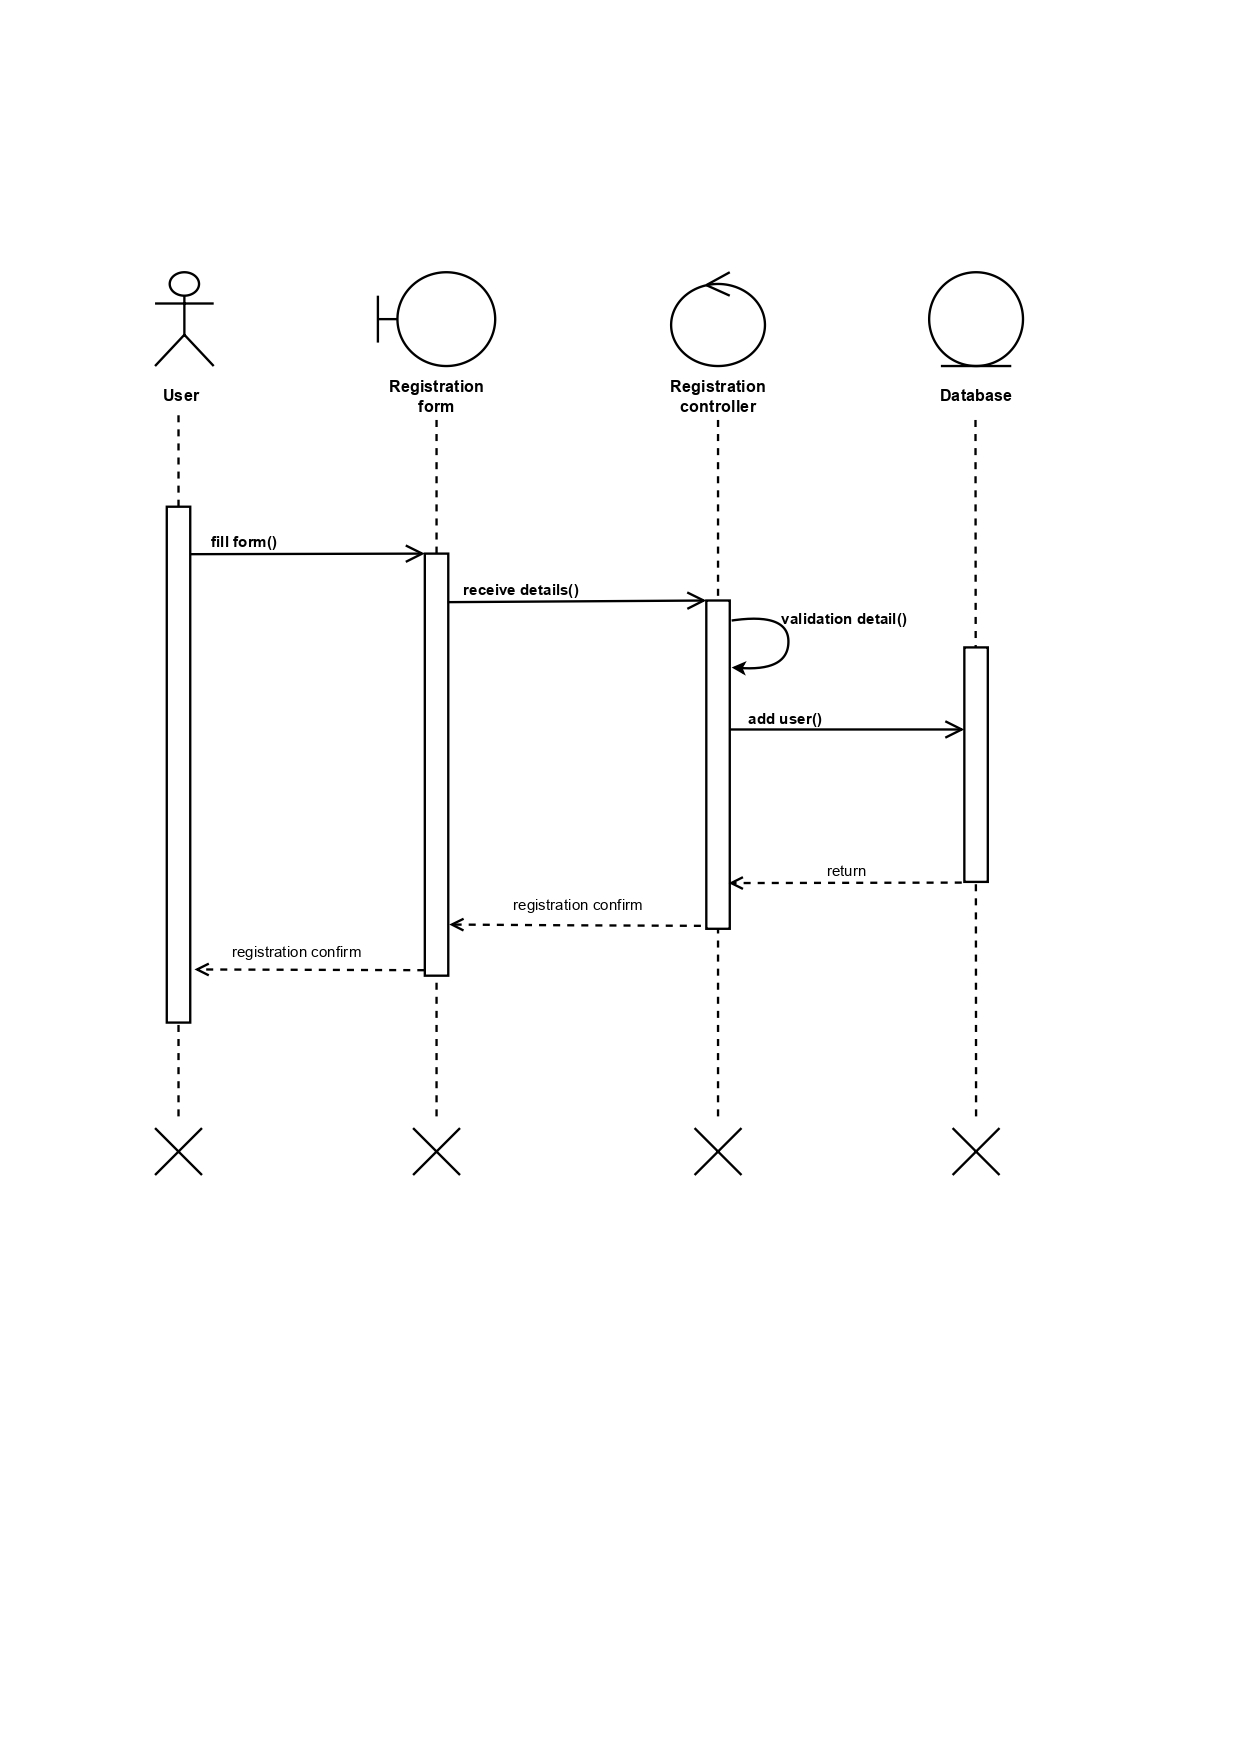 User
Registration
form
Registration
controller
Database
fill form()
receive details()
validation detail()
add user()
return
registration confirm
registration confirm